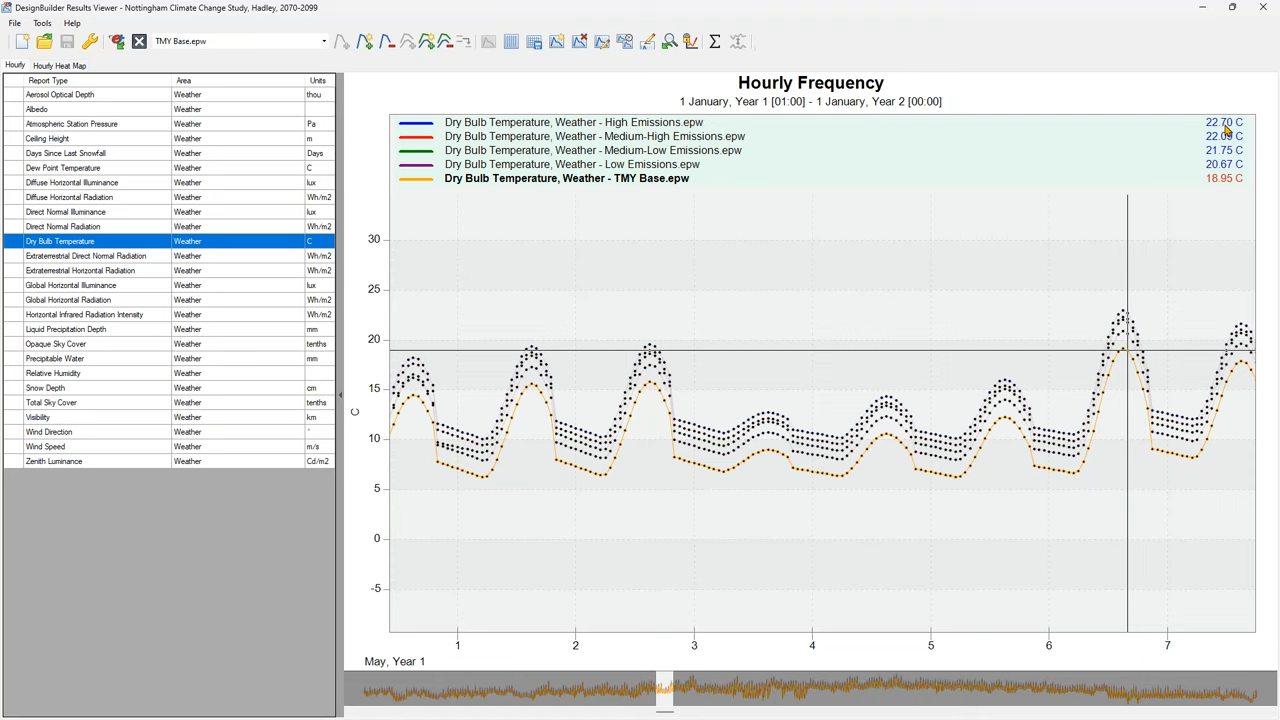 DesignBuilder Results Viewer - Nottingham Climate Change Study, Hadley, 2070-2099
File Tools Help
TMY Base.epw
Hourly Hourly Heat Map
Report Type Area Units
Aerosol Optical Depth Weather thou
Albedo Weather
Atmospheric Station Pressure Weather Pa
Ceiling Height Weather m
Days Since Last Snowfall Weather Days
Dew Point Temperature Weather C
Diffuse Horizontal Illuminance Weather lux
Diffuse Horizontal Radiation Weather Wh/m2
Direct Normal Illuminance Weather lux
Direct Normal Radiation Weather Wh/m2
Dry Bulb Temperature Weather C
Extraterrestrial Direct Normal Radiation Weather Wh/m2
Extraterrestrial Horizontal Radiation Weather Wh/m2
Global Horizontal Illuminance Weather lux
Global Horizontal Radiation Weather Wh/m2
Horizontal Infrared Radiation Intensity Weather Wh/m2
Liquid Precipitation Depth Weather mm
Opaque Sky Cover Weather tenths
Precipitable Water Weather mm
Relative Humidity Weather
Snow Depth Weather cm
Total Sky Cover Weather tenths
Visibility Weather km
Wind Direction Weather °
Wind Speed Weather m/s
Zenith Luminance Weather Cd/m2
Hourly Frequency
1 January, Year 1 [01:00] - 1 January, Year 2 [00:00]
Dry Bulb Temperature, Weather - High Emissions.epw 22.70 C
Dry Bulb Temperature, Weather - Medium-High Emissions.epw C
Dry Bulb Temperature, Weather - Medium-Low Emissions.epw 21.75 C
Dry Bulb Temperature, Weather - Low Emissions.epw 20.67 C
Dry Bulb Temperature, Weather - TMY Base.epw 18.95 C
30
25
20
15
C
10
5
0
-5
1 2 3 4 5 6 7
May, Year 1